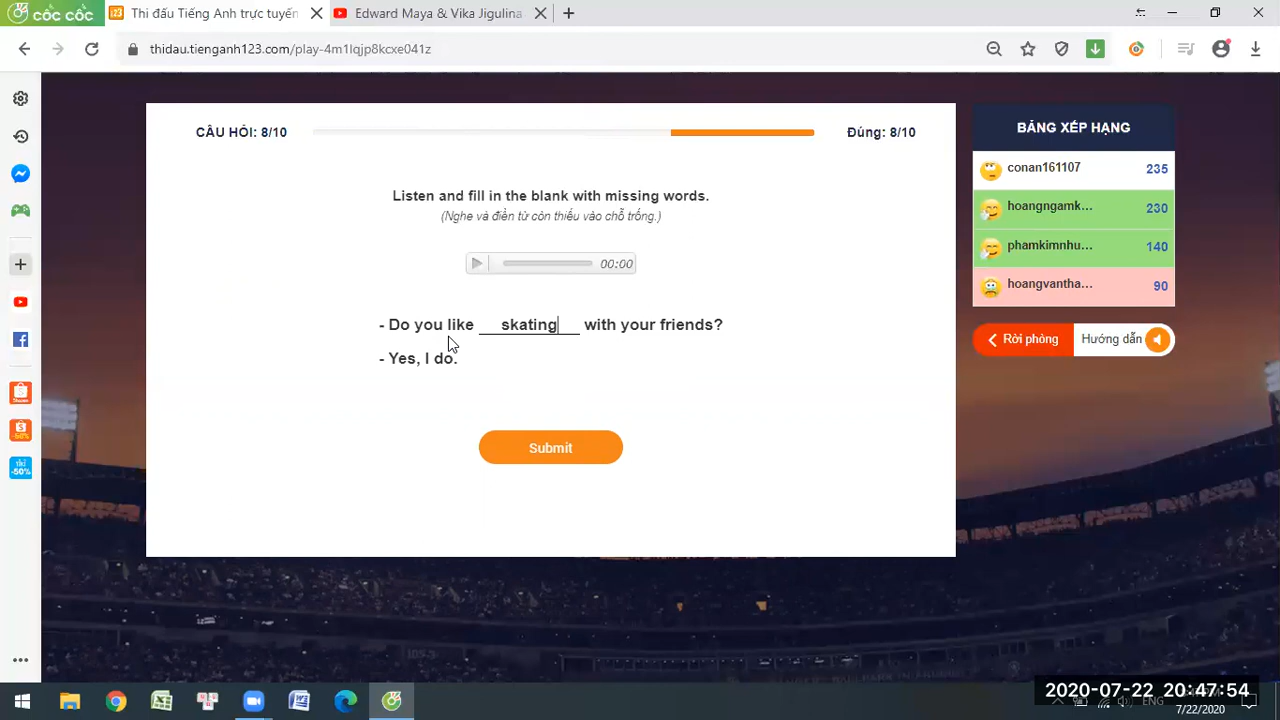 cốc cốc
123 Thi đấu Tiếng Anh trực tuyến
Edward Maya & Vika Jigulina
thidau.tienganh123.com/play-4m1lqjp8kcxe041z
CÂU HỎI: 8/10
Đúng: 8/10
Listen and fill in the blank with missing words.
(Nghe và điền từ còn thiếu vào chỗ trống.)
00:00
- Do you like skating with your friends?
- Yes, I do.
Submit
BẢNG XẾP HẠNG
conan161107 235
hoangngamk... 230
phamkimnhu... 140
hoangvantha... 90
Rời phòng
Hướng dẫn
-50%
-50%
2020-07-22 20:47:54
ENG
7/22/2020